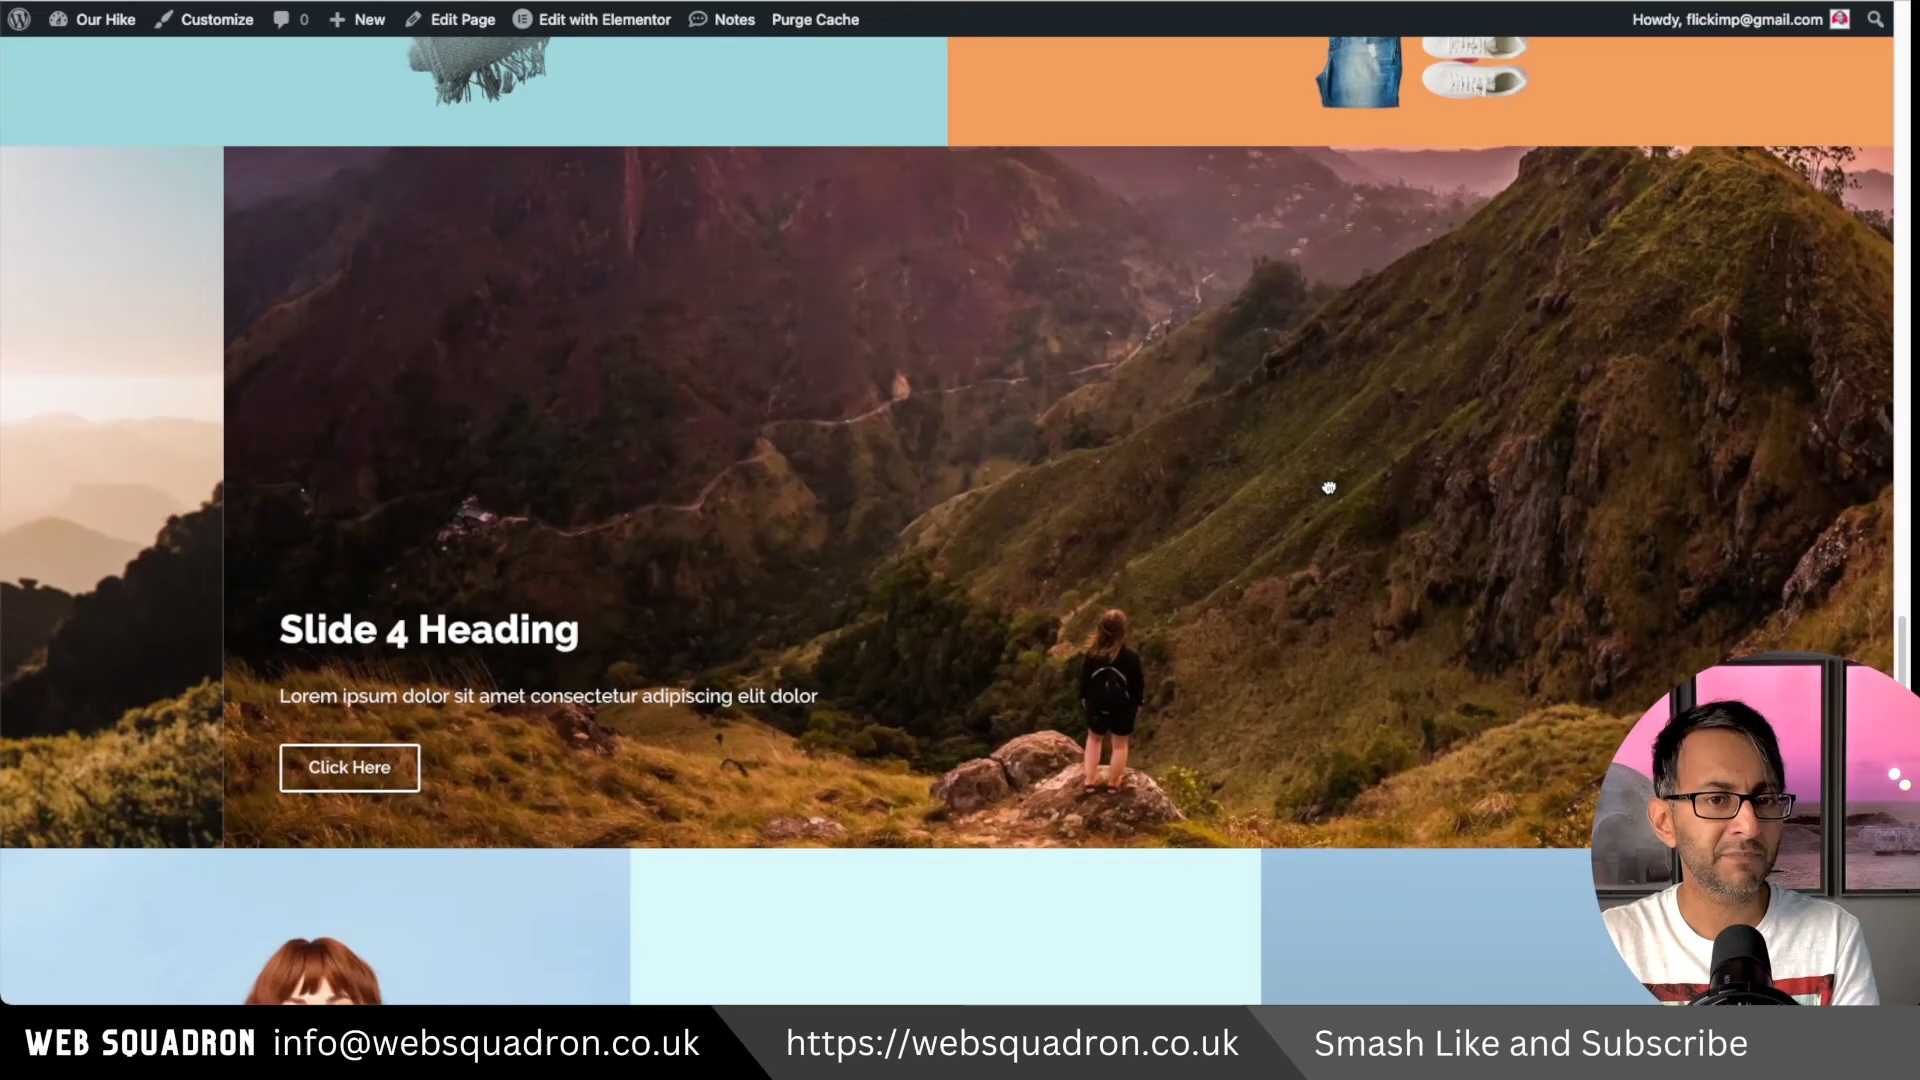 Our Hike Customize 0 New Edit Page Edit with Elementor Notes Purge Cache Howdy, flickimp@gmail.com
Slide 4 Heading
Lorem ipsum dolor sit amet consectetur adipiscing elit dolor
Click Here
WEB SQUADRON info@websquadron.co.uk https://websquadron.co.uk Smash Like and Subscribe